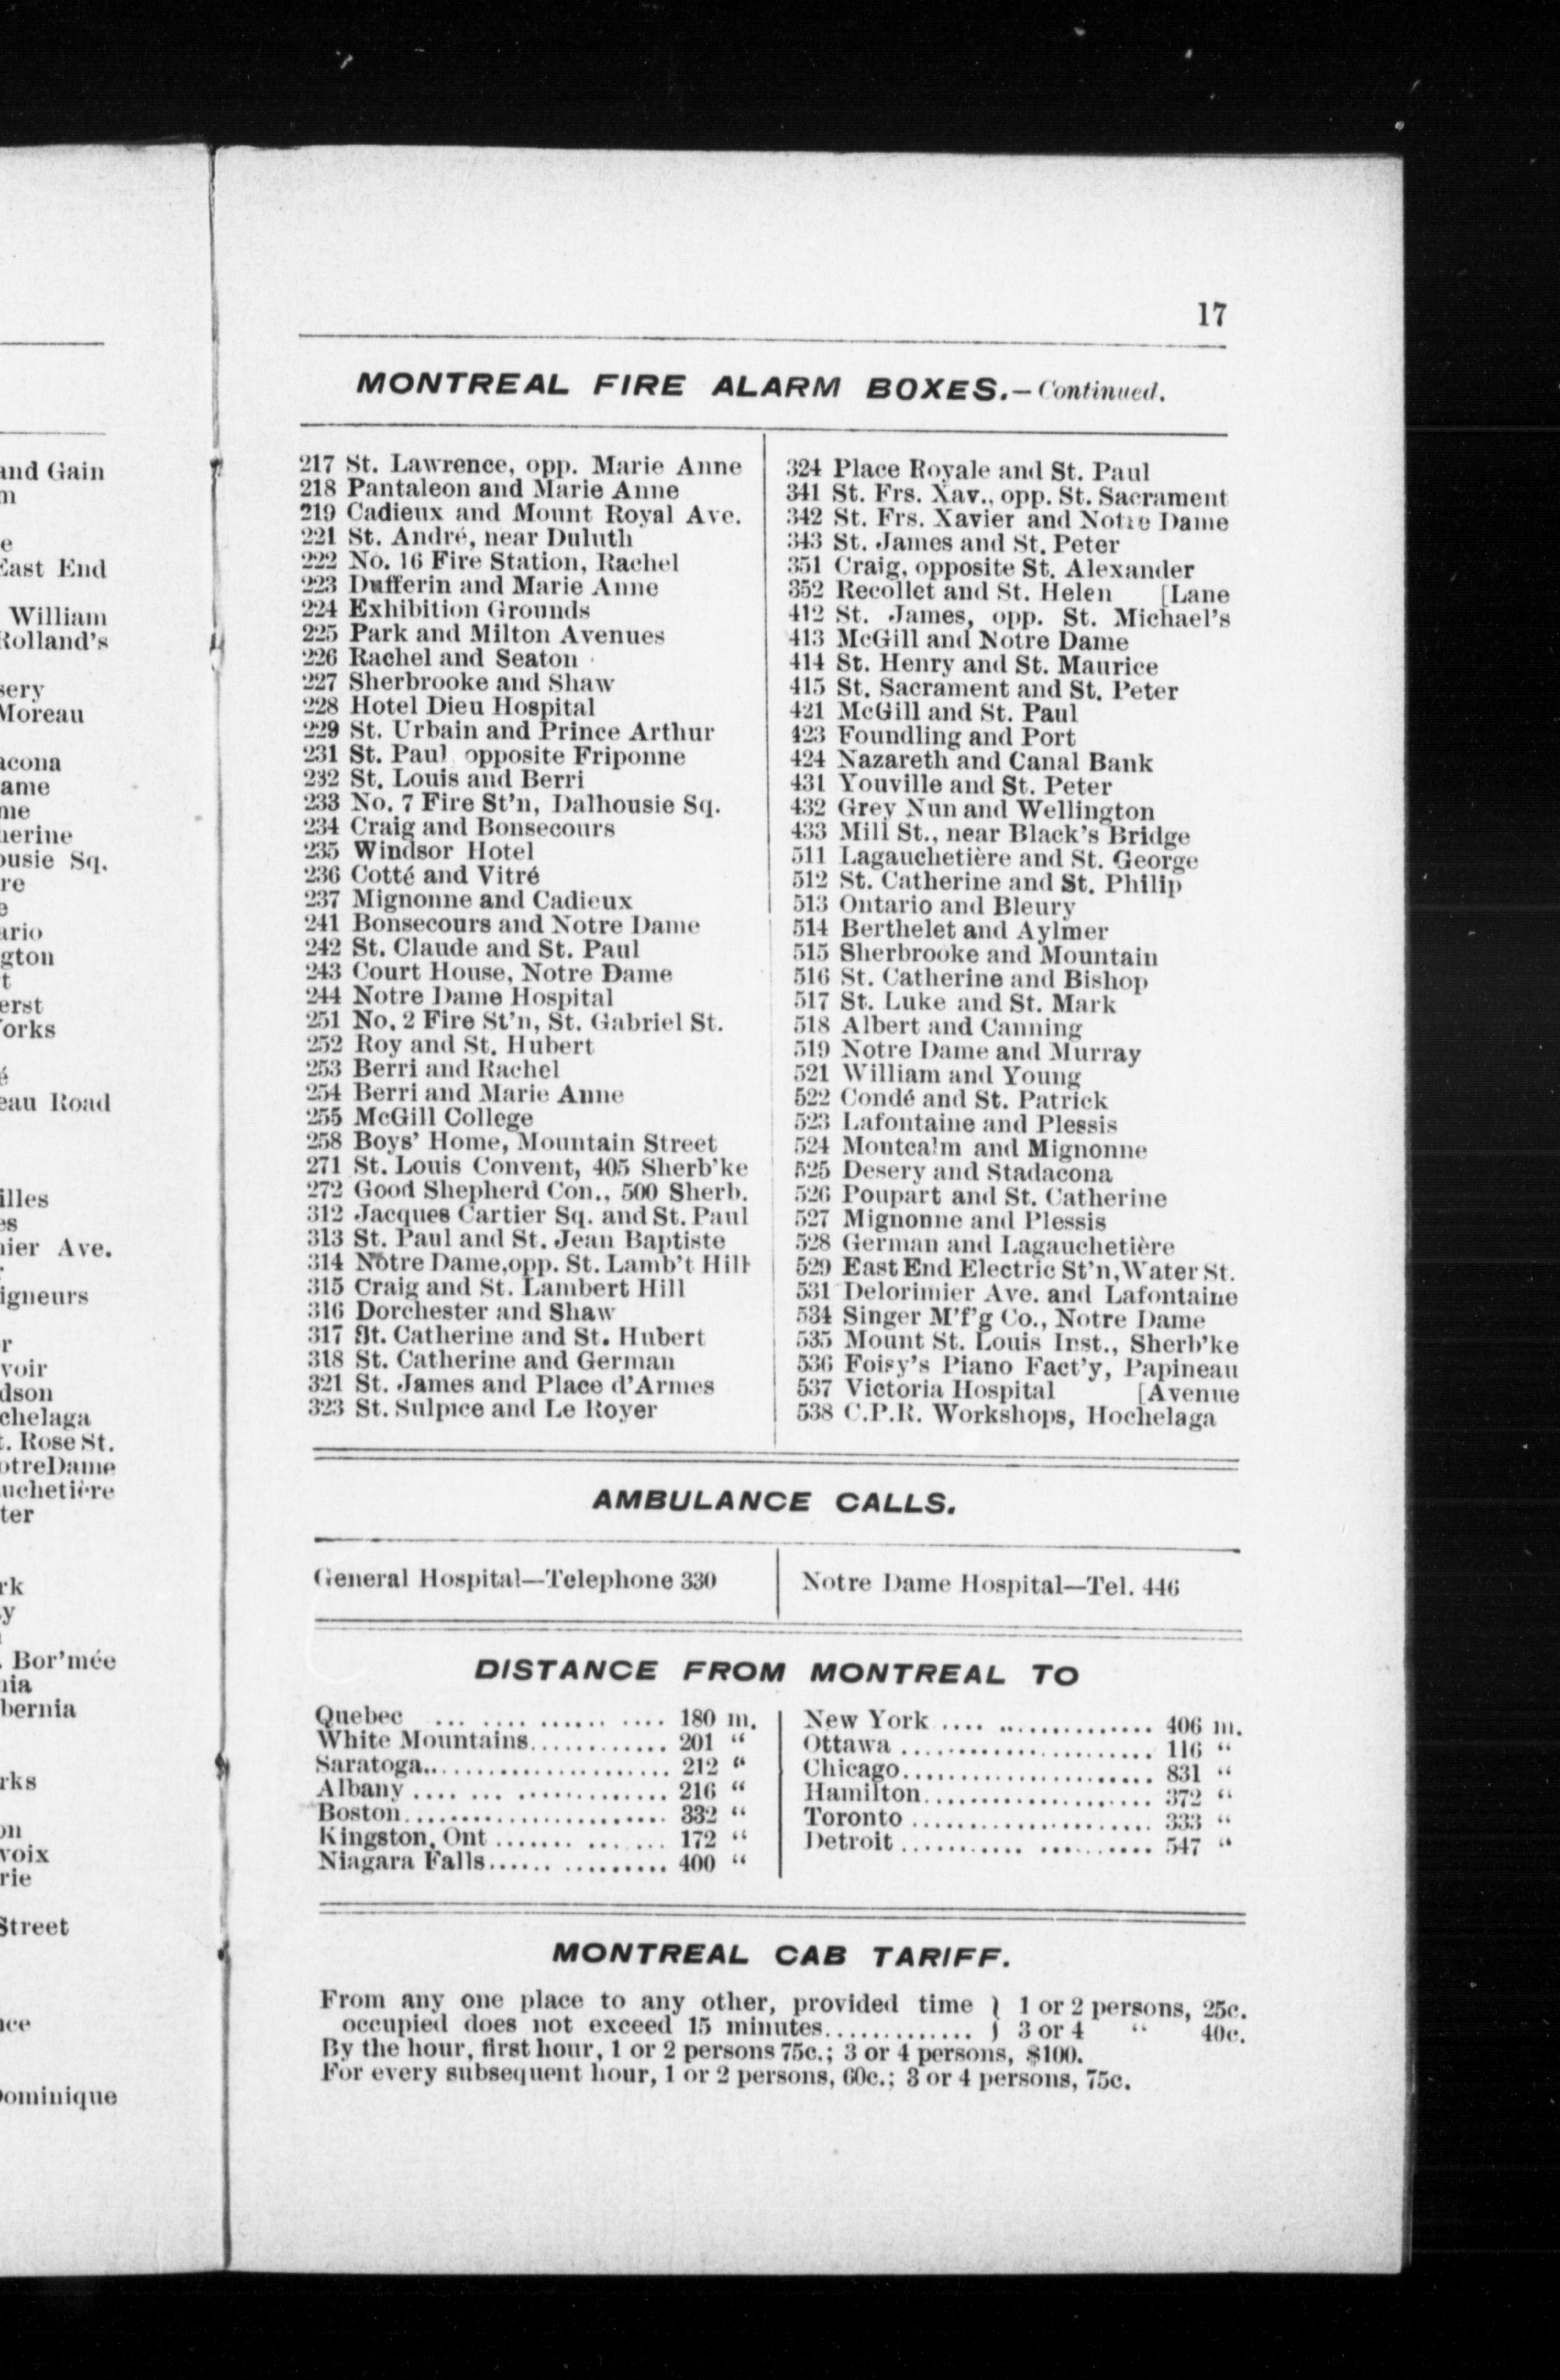 17
MONTREAL FIRE ALARM BOXES.—Continued.
217 St. Lawrence, opp. Marie Anne
218 Pantaleon and Marie Anne
219 Cadieux and Mount Royal Ave.
221 St. André, near Duluth
222 No. 16 Fire Station, Rachel
223 Dufferin and Marie Anne
224 Exhibition Grounds
225 Park and Milton Avenues
226 Rachel and Seaton
227 Sherbrooke and Shaw
228 Hotel Dieu Hospital
229 St. Urbain and Prince Arthur
231 St. Paul opposite Friponne
232 St. Louis and Berri
233 No. 7 Fire St'n, Dalhousie Sq.
234 Craig and Bonsecours
235 Windsor Hotel
236 Cotté and Vitré
237 Mignonne and Cadieux
241 Bonsecours and Notre Dame
242 St. Claude and St. Paul
243 Court House, Notre Dame
244 Notre Dame Hospital
251 No. 2 Fire St'n, St. Gabriel St.
252 Roy and St. Hubert
253 Berri and Rachel
254 Berri and Marie Anne
255 McGill College
258 Boys' Home, Mountain Street
271 St. Louis Convent, 405 Sherb'ke
272 Good Shepherd Con., 500 Sherb.
312 Jacques Cartier Sq. and St. Paul
313 St. Paul and St. Jean Baptiste
314 Notre Dame, opp. St. Lamb't Hill
315 Craig and St. Lambert Hill
316 Dorchester and Shaw
317 St. Catherine and St. Hubert
318 St. Catherine and German
321 St. James and Place d'Armes
323 St. Sulpice and Le Royer
324 Place Royale and St. Paul
341 St. Frs. Xav., opp. St. Sacrament
342 St. Frs. Xavier and Notre Dame
343 St. James and St. Peter
351 Craig, opposite St. Alexander
352 Recollet and St. Helen [Lane
412 St. James, opp. St. Michael's
413 McGill and Notre Dame
414 St. Henry and St. Maurice
415 St. Sacrament and St. Peter
421 McGill and St. Paul
423 Foundling and Port
424 Nazareth and Canal Bank
431 Youville and St. Peter
432 Grey Nun and Wellington
433 Mill St., near Black's Bridge
511 Lagauchetière and St. George
512 St. Catherine and St. Philip
513 Ontario and Bleury
514 Berthelet and Aylmer
515 Sherbrooke and Mountain
516 St. Catherine and Bishop
517 St. Luke and St. Mark
518 Albert and Canning
519 Notre Dame and Murray
521 William and Young
522 Condé and St. Patrick
523 Lafontaine and Plessis
524 Montcalm and Mignonne
525 Desery and Stadacona
526 Poupart and St. Catherine
527 Mignonne and Plessis
528 German and Lagauchetière
529 East End Electric St'n, Water St.
531 Delorimier Ave. and Lafontaine
534 Singer M'f'g Co., Notre Dame
535 Mount St. Louis Inst., Sherb'ke
536 Foisy's Piano Fact'y, Papineau
537 Victoria Hospital [Avenue
538 C.P.R. Workshops, Hochelaga
AMBULANCE CALLS.
General Hospital—Telephone 330
Notre Dame Hospital—Tel. 446
DISTANCE FROM MONTREAL TO
Quebec .................... 180 m.
White Mountains............ 201 "
Saratoga..................... 212 "
Albany .................... 216 "
Boston....................... 332 "
Kingston, Ont .............. 172 "
Niagara Falls............... 400 "
New York .................. 406 m.
Ottawa ...................... 116 "
Chicago...................... 831 "
Hamilton.................... 372 "
Toronto ..................... 333 "
Detroit ..................... 547 "
MONTREAL CAB TARIFF.
From any one place to any other, provided time } 1 or 2 persons, 25c.
occupied does not exceed 15 minutes............. } 3 or 4 " 40c.
By the hour, first hour, 1 or 2 persons 75c.; 3 or 4 persons, $100.
For every subsequent hour, 1 or 2 persons, 60c.; 3 or 4 persons, 75c.